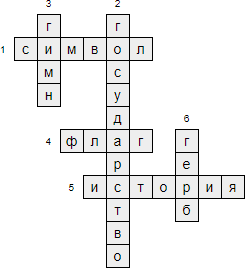 3 2
1 символ
гимн
государство
4 флаг
6
герб
5 история